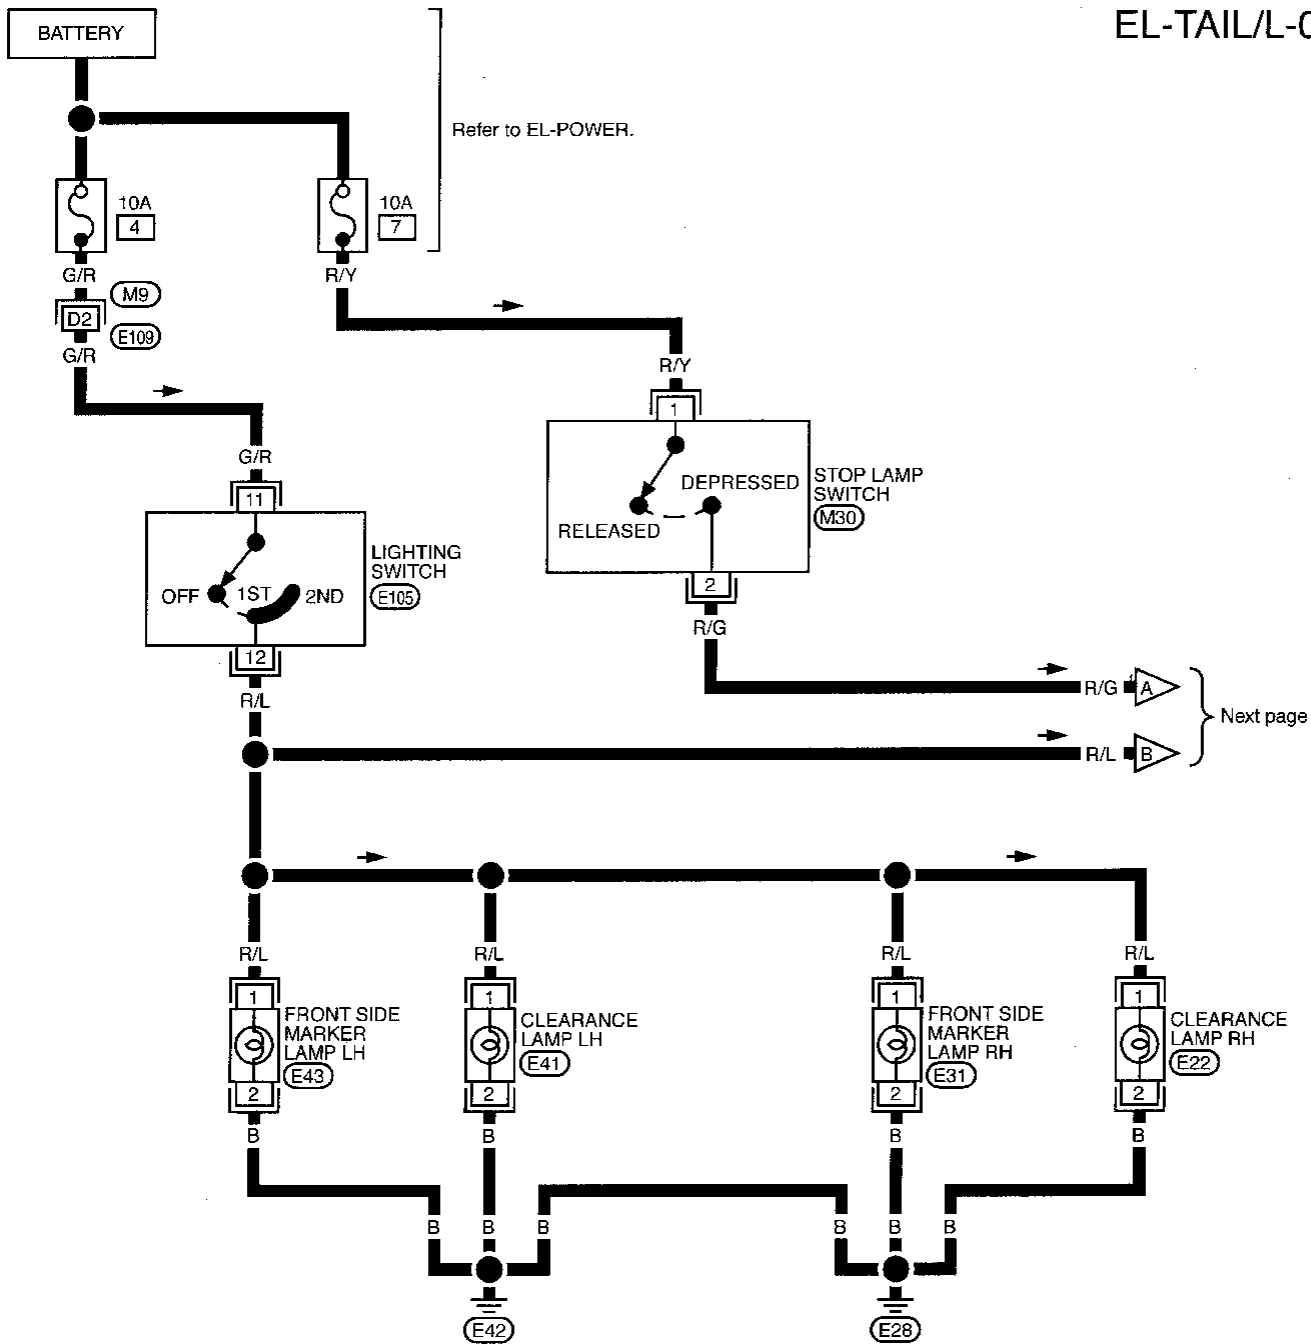 EL-TAIL/L-0
BATTERY
Refer to EL-POWER.
10A
4
10A
7
G/R
R/Y
M9
D2
E109
G/R
R/Y
1
G/R
11
DEPRESSED
RELEASED
STOP LAMP
SWITCH
M30
LIGHTING
SWITCH
E105
OFF
1ST
2ND
2
R/G
12
R/L
R/G
A
Next page
R/L
B
R/L
R/L
R/L
R/L
1
1
1
1
FRONT SIDE
MARKER
LAMP LH
E43
CLEARANCE
LAMP LH
E41
FRONT SIDE
MARKER
LAMP RH
E31
CLEARANCE
LAMP RH
E22
2
2
2
2
B
B
B
B
B
B
B
B
B
B
E42
E28